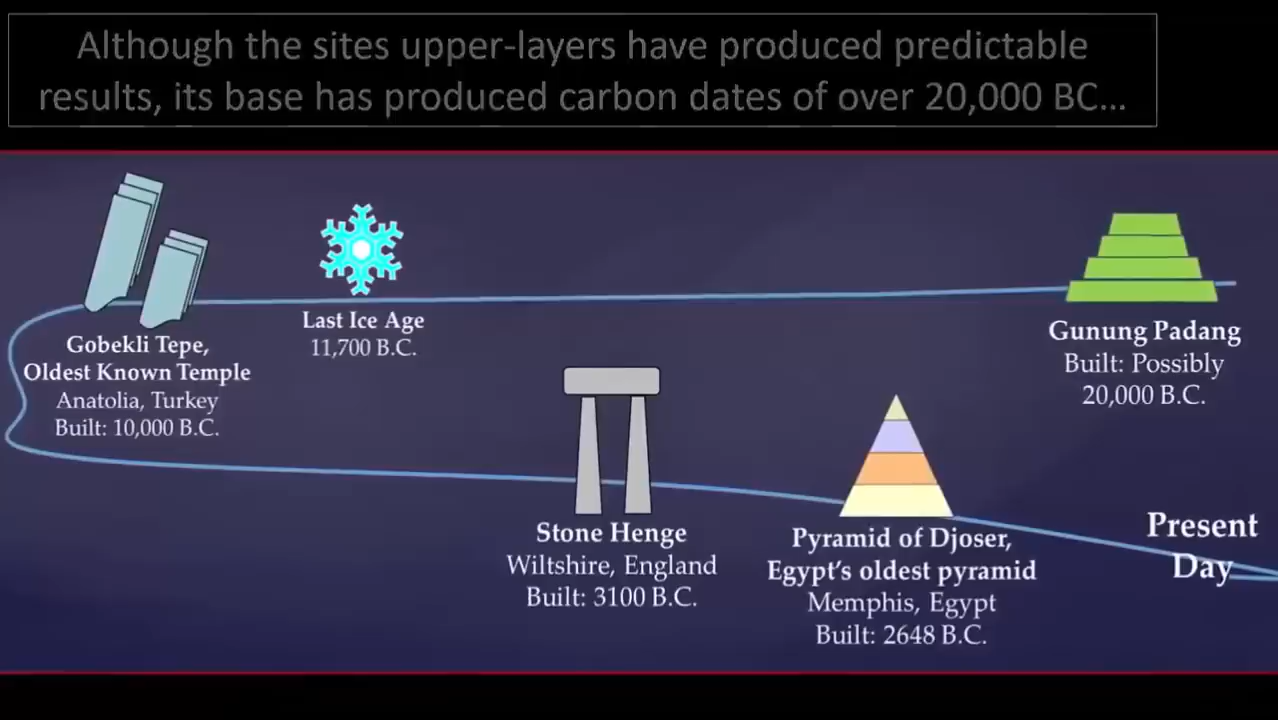 Although the sites upper-layers have produced predictable
results, its base has produced carbon dates of over 20,000 BC...
Gobekli Tepe,
Oldest Known Temple
Anatolia, Turkey
Built: 10,000 B.C.
Last Ice Age
11,700 B.C.
Gunung Padang
Built: Possibly
20,000 B.C.
Stone Henge
Wiltshire, England
Built: 3100 B.C.
Pyramid of Djoser,
Egypt's oldest pyramid
Memphis, Egypt
Built: 2648 B.C.
Present
Day